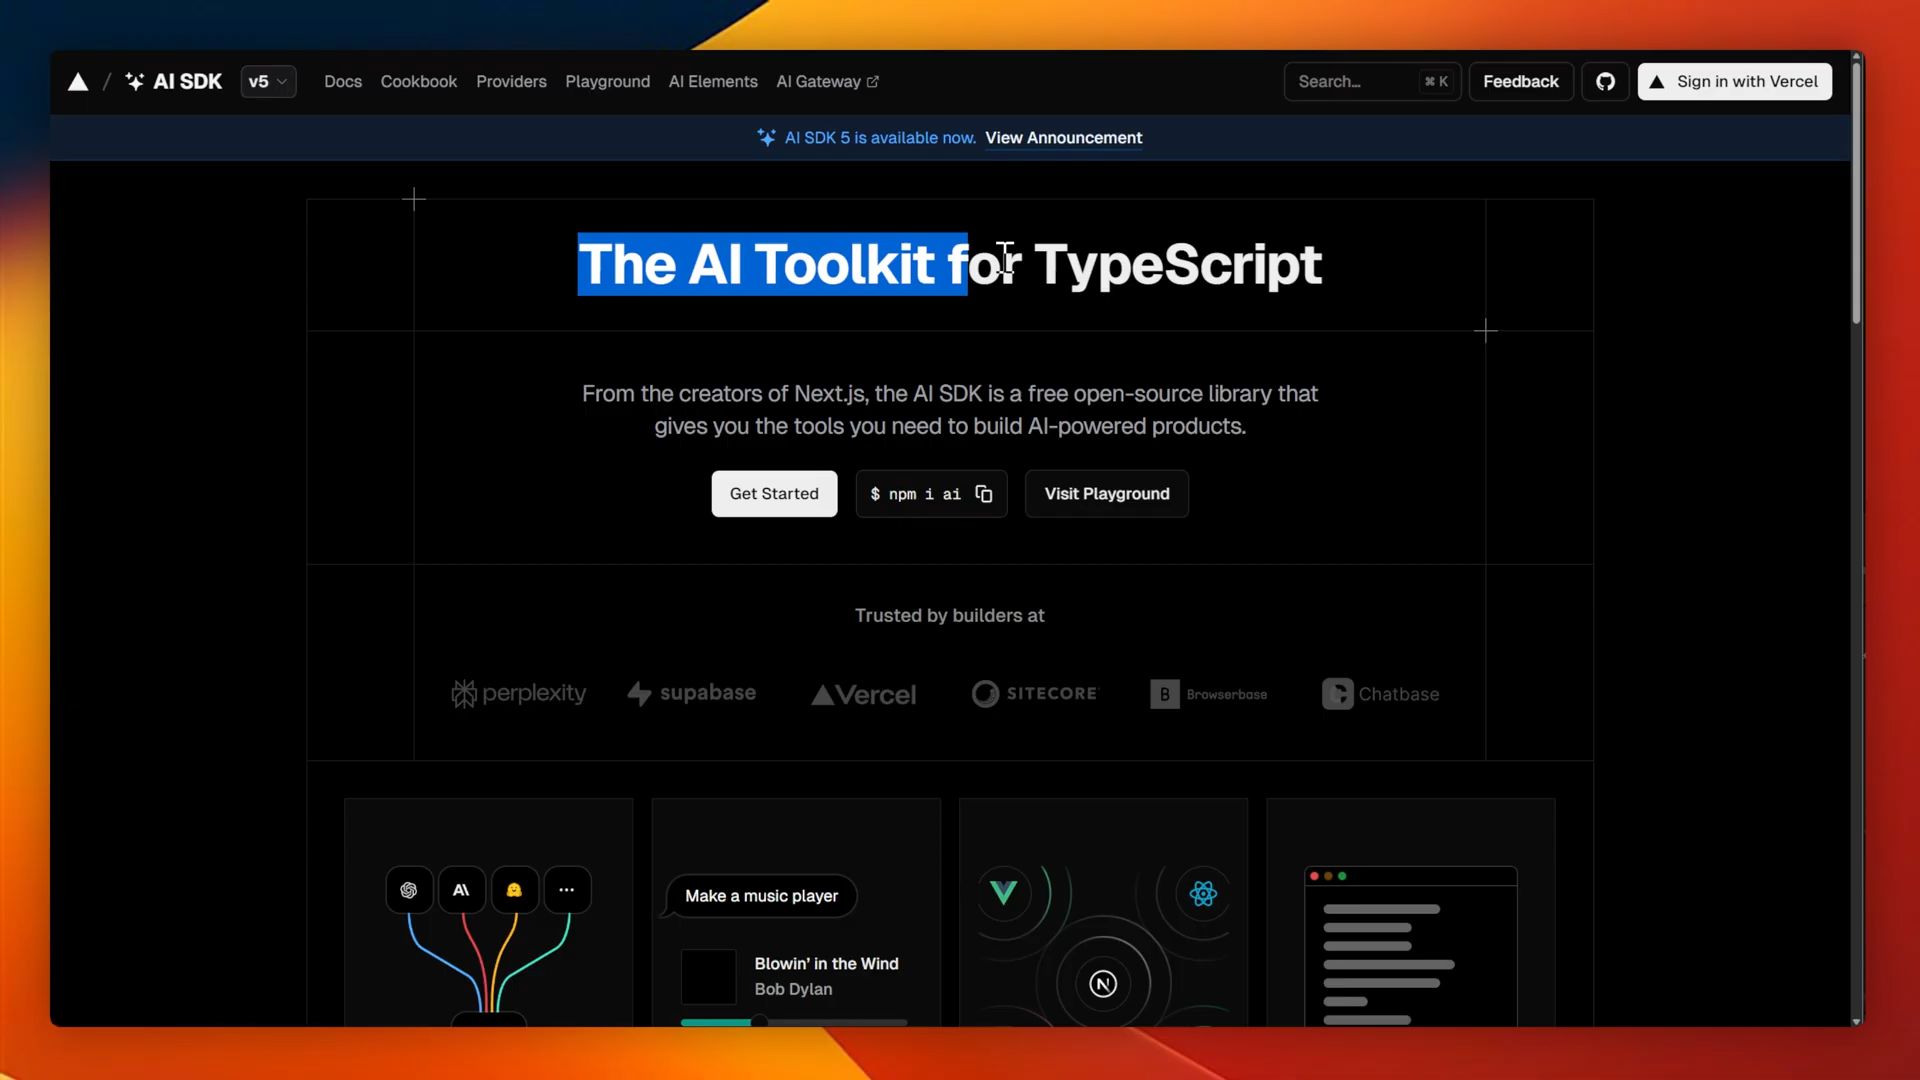 / AI SDK v5 Docs Cookbook Providers Playground AI Elements AI Gateway Search... ⌘ K Feedback Sign in with Vercel
AI SDK 5 is available now. View Announcement
The AI Toolkit for TypeScript
From the creators of Next.js, the AI SDK is a free open-source library that
gives you the tools you need to build AI-powered products.
Get Started $ npm i ai Visit Playground
Trusted by builders at
perplexity supabase Vercel SITECORE B Browserbase Chatbase
AI ...
Make a music player
Blowin' in the Wind
Bob Dylan
N